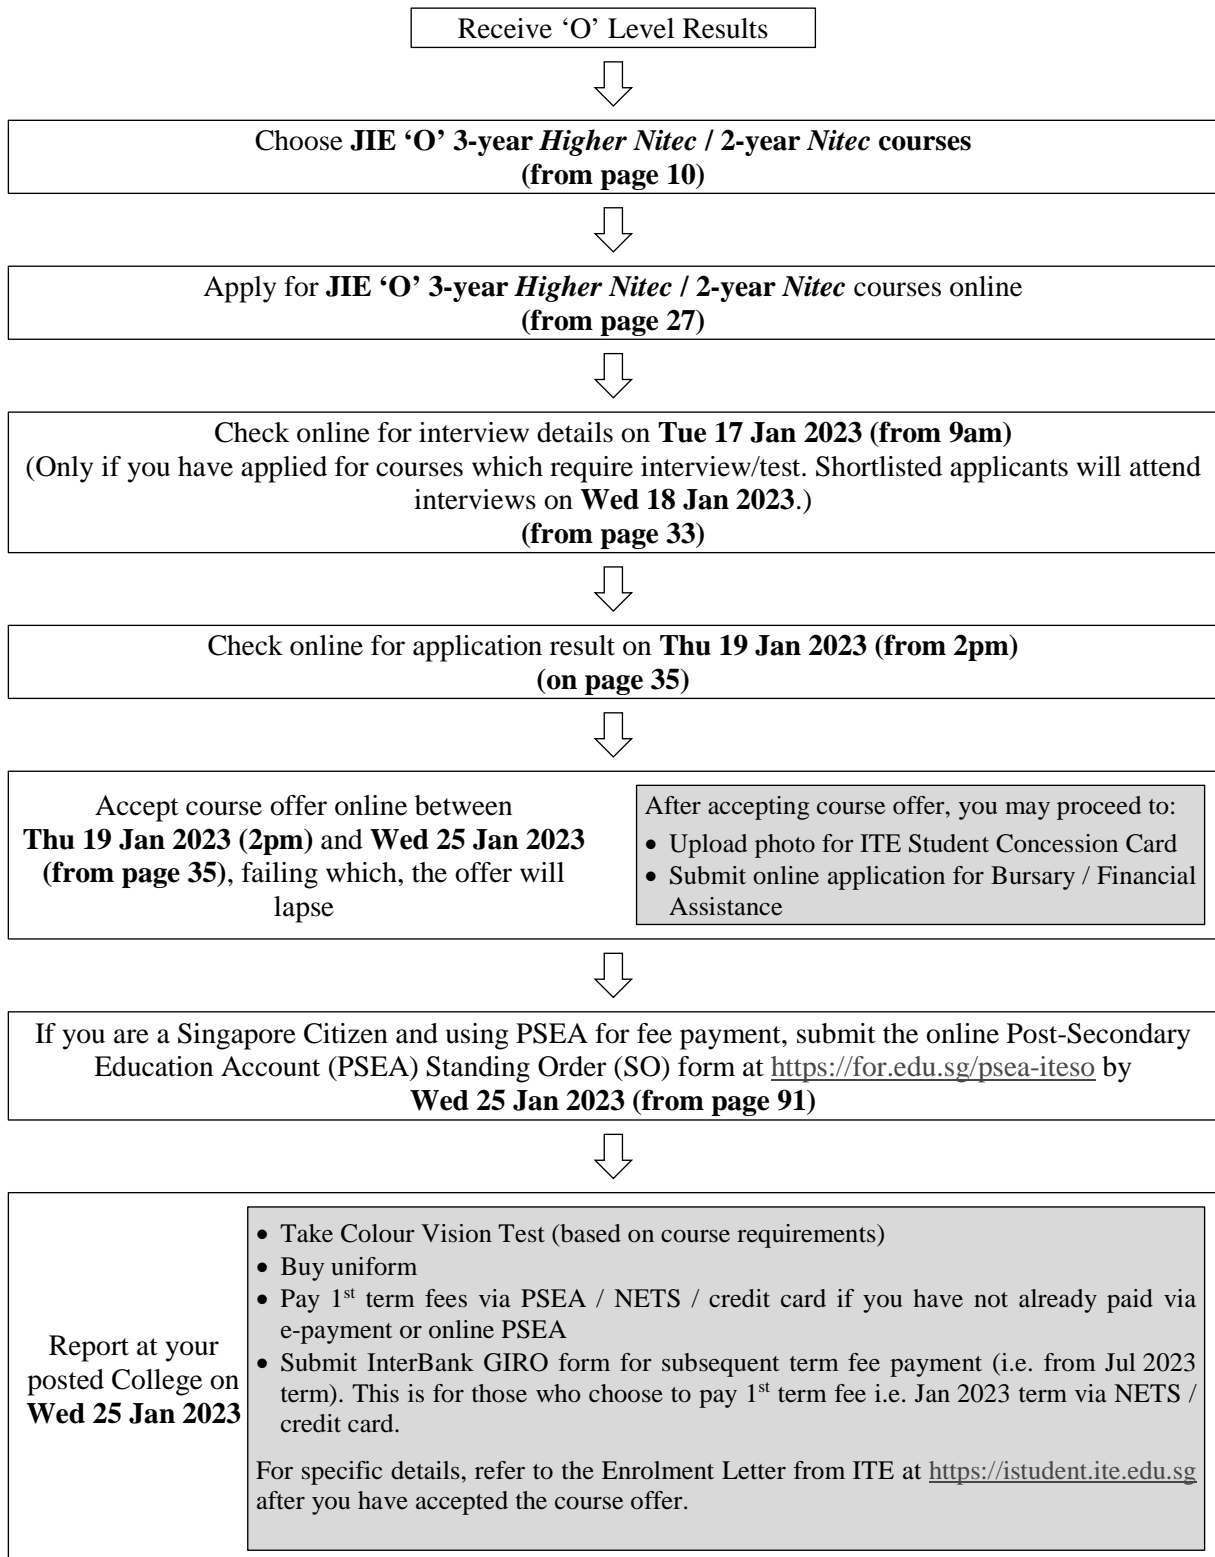 Receive ‘O’ Level Results
Choose JIE ‘O’ 3-year Higher Nitec / 2-year Nitec courses
(from page 10)
Apply for JIE ‘O’ 3-year Higher Nitec / 2-year Nitec courses online
(from page 27)
Check online for interview details on Tue 17 Jan 2023 (from 9am)
(Only if you have applied for courses which require interview/test. Shortlisted applicants will attend
interviews on Wed 18 Jan 2023.)
(from page 33)
Check online for application result on Thu 19 Jan 2023 (from 2pm)
(on page 35)
Accept course offer online between
Thu 19 Jan 2023 (2pm) and Wed 25 Jan 2023
(from page 35), failing which, the offer will
lapse
After accepting course offer, you may proceed to:
• Upload photo for ITE Student Concession Card
• Submit online application for Bursary / Financial
Assistance
If you are a Singapore Citizen and using PSEA for fee payment, submit the online Post-Secondary
Education Account (PSEA) Standing Order (SO) form at https://for.edu.sg/psea-iteso by
Wed 25 Jan 2023 (from page 91)
Report at your
posted College on
Wed 25 Jan 2023
• Take Colour Vision Test (based on course requirements)
• Buy uniform
• Pay 1st term fees via PSEA / NETS / credit card if you have not already paid via
e-payment or online PSEA
• Submit InterBank GIRO form for subsequent term fee payment (i.e. from Jul 2023
term). This is for those who choose to pay 1st term fee i.e. Jan 2023 term via NETS /
credit card.
For specific details, refer to the Enrolment Letter from ITE at https://istudent.ite.edu.sg
after you have accepted the course offer.